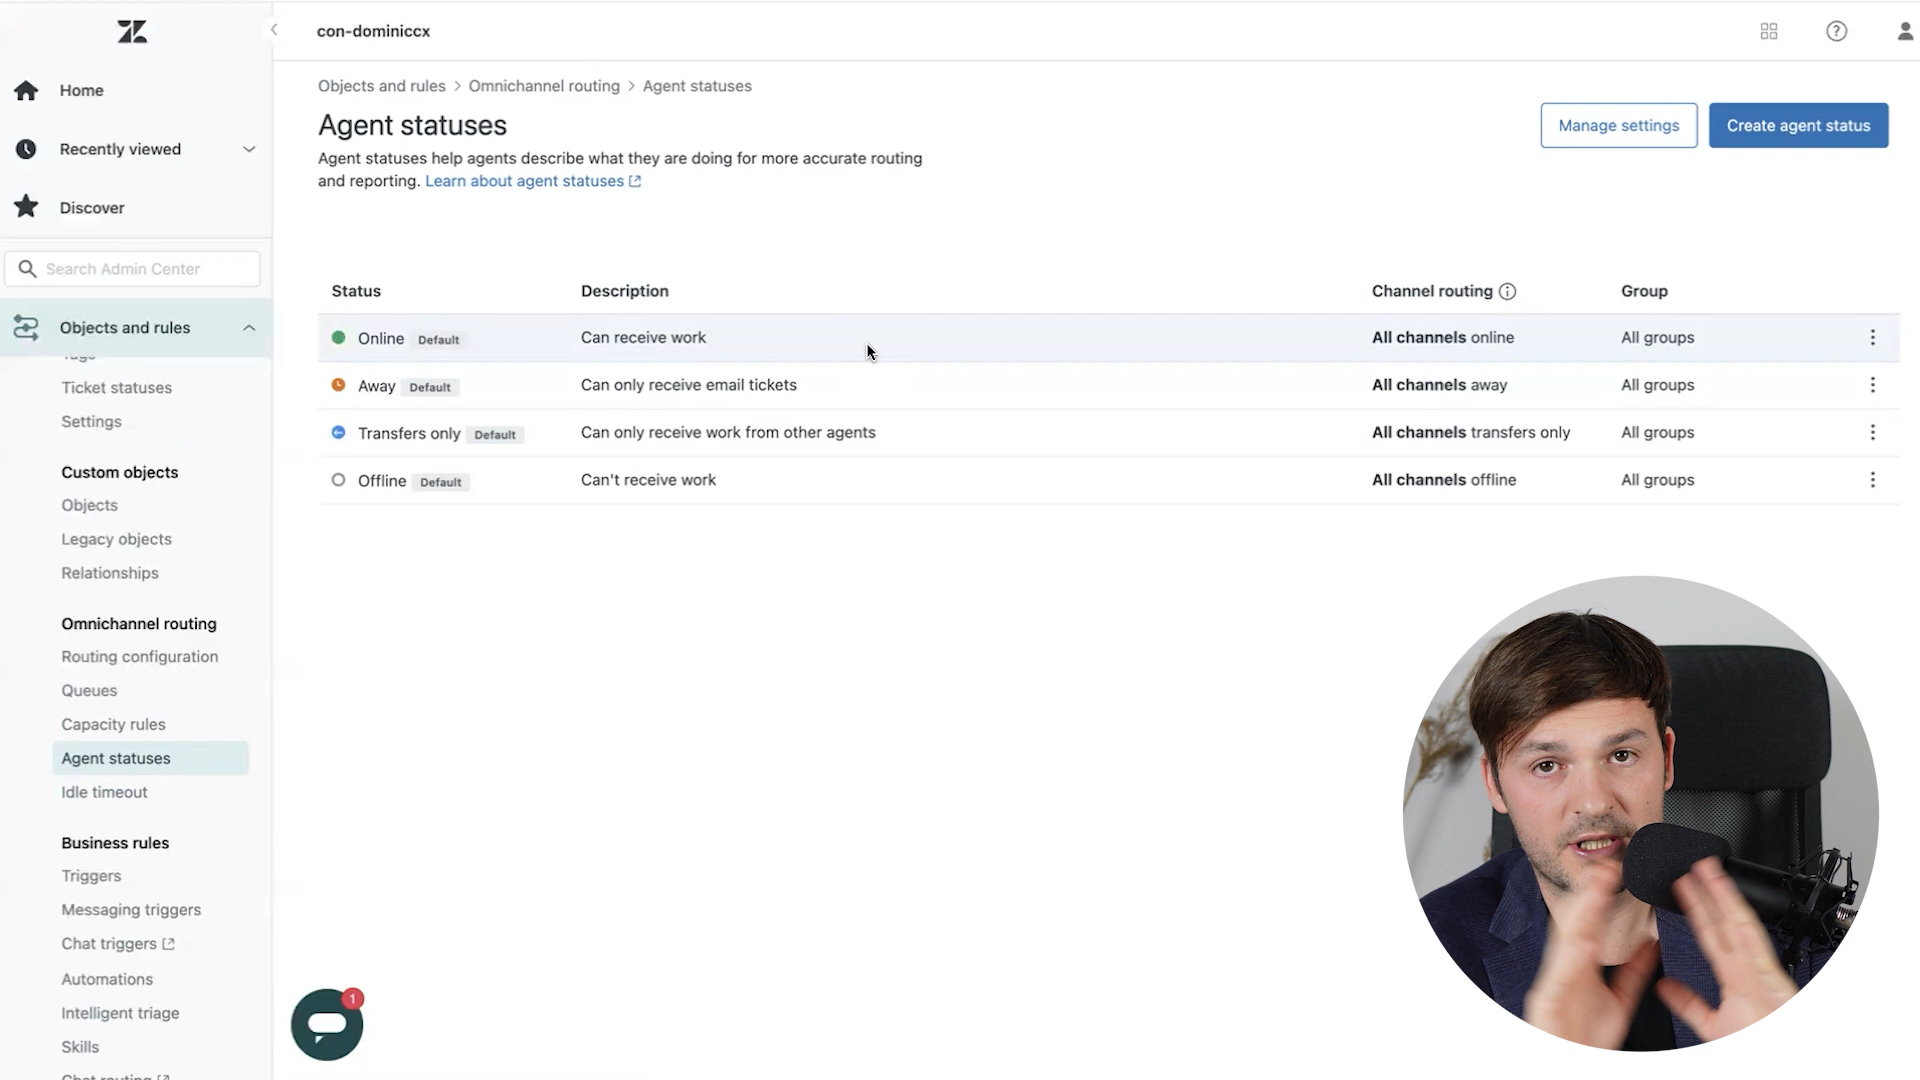 con-dominiccx
Home
Recently viewed
Discover
Search Admin Center
Objects and rules
Tags
Ticket statuses
Settings
Custom objects
Objects
Legacy objects
Relationships
Omnichannel routing
Routing configuration
Queues
Capacity rules
Agent statuses
Idle timeout
Business rules
Triggers
Messaging triggers
Chat triggers
Automations
Intelligent triage
Skills
Chat routing
Objects and rules > Omnichannel routing > Agent statuses
Agent statuses
Agent statuses help agents describe what they are doing for more accurate routing
and reporting. Learn about agent statuses
Manage settings
Create agent status
Status Description Channel routing Group
Online Default Can receive work All channels online All groups
Away Default Can only receive email tickets All channels away All groups
Transfers only Default Can only receive work from other agents All channels transfers only All groups
Offline Default Can't receive work All channels offline All groups
1